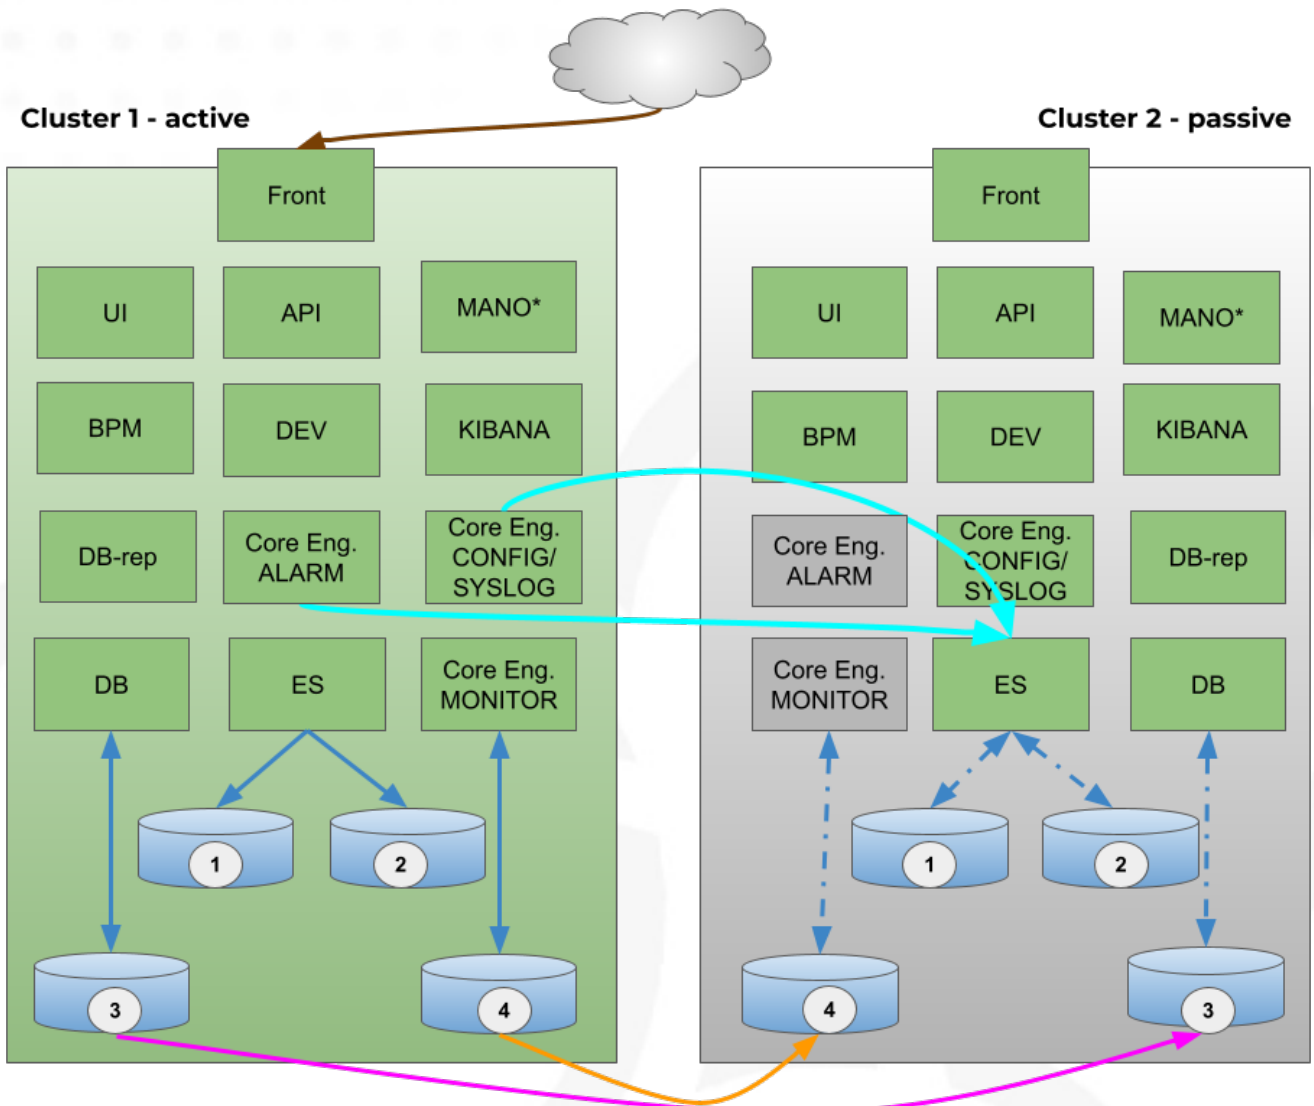 Cluster 1 - active
Cluster 2 - passive
Front
UI
API
MANO*
BPM
DEV
KIBANA
DB-rep
Core Eng.
ALARM
Core Eng.
CONFIG/
SYSLOG
DB
ES
Core Eng.
MONITOR
1
2
3
4
Front
UI
API
MANO*
BPM
DEV
KIBANA
Core Eng.
ALARM
Core Eng.
CONFIG/
SYSLOG
DB-rep
Core Eng.
MONITOR
ES
DB
1
2
4
3